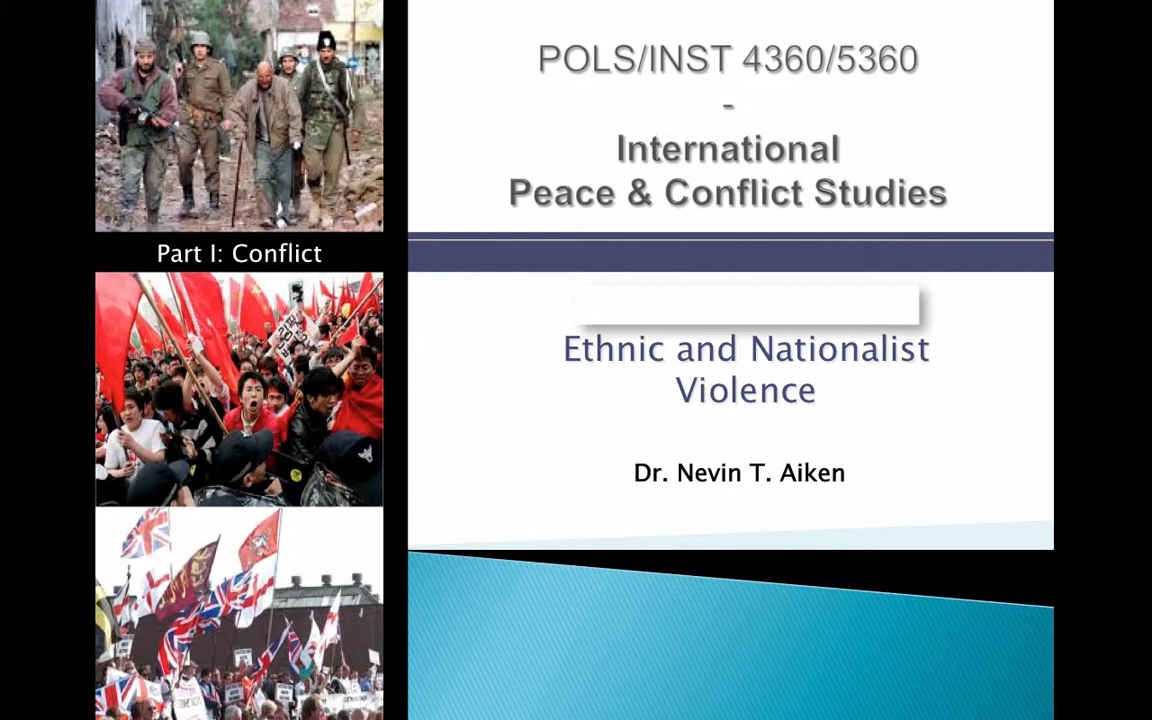 POLS/INST 4360/5360
-
International
Peace & Conflict Studies
Part I: Conflict
Ethnic and Nationalist
Violence
Dr. Nevin T. Aiken